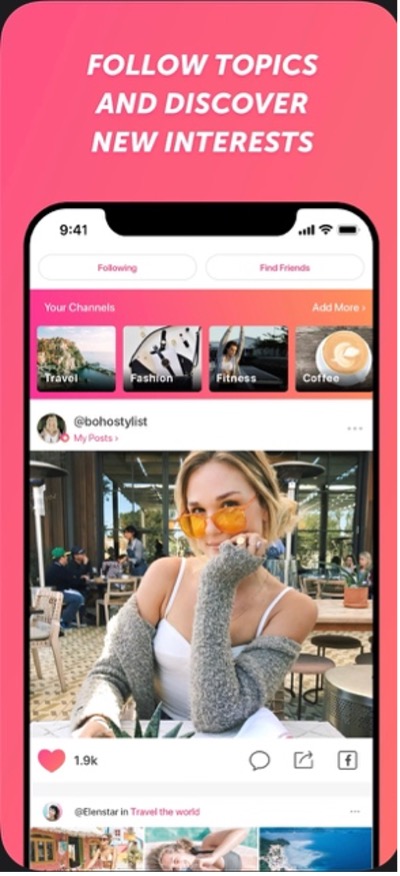 FOLLOW TOPICS
AND DISCOVER
NEW INTERESTS
9:41
Following
Find Friends
Your Channels
Add More ›
Travel
Fashion
Fitness
Coffee
@bohostylist
My Posts ›
1.9k
@Elenstar in Travel the world